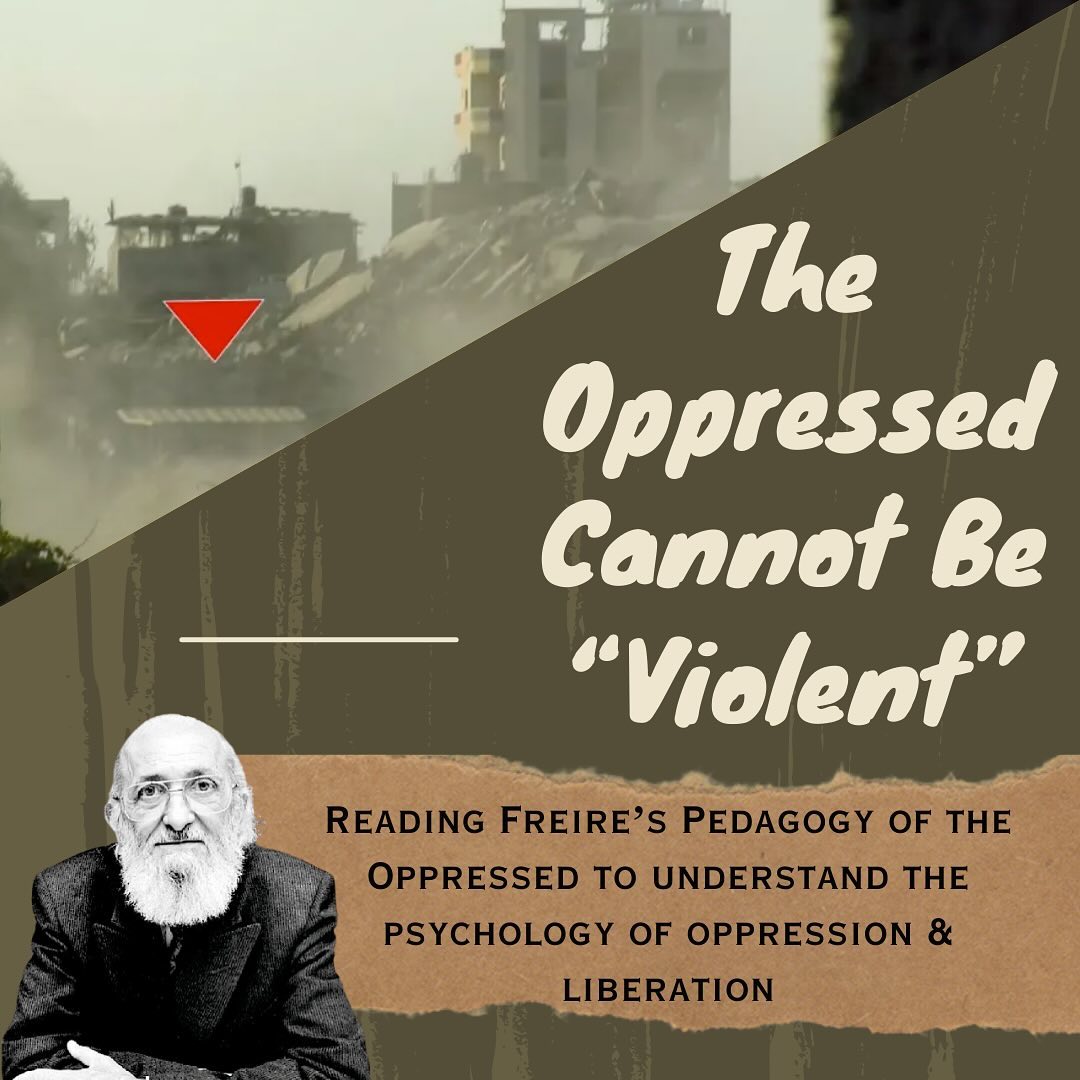 The
Oppressed
Cannot Be
“Violent”
Reading Freire’s Pedagogy of the
Oppressed to understand the
psychology of oppression &
liberation